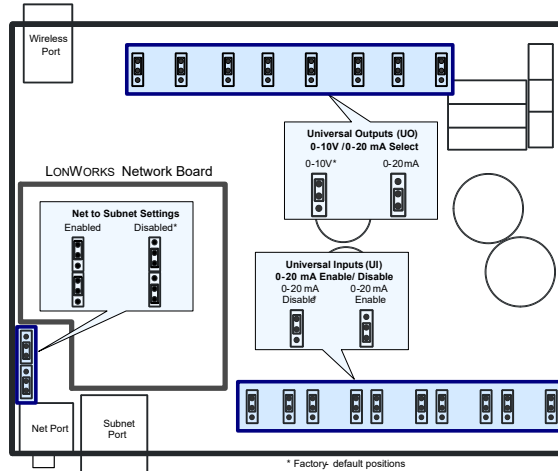 Wireless
Port
Universal Outputs (UO)
0-10V /0-20 mA Select
0-10V* 0-20mA
LONWORKS Network Board
Net to Subnet Settings
Enabled Disabled*
Universal Inputs (UI)
0-20 mA Enable/ Disable
0-20 mA 0-20 mA
Disable* Enable
Net Port
Subnet
Port
* Factory- default positions